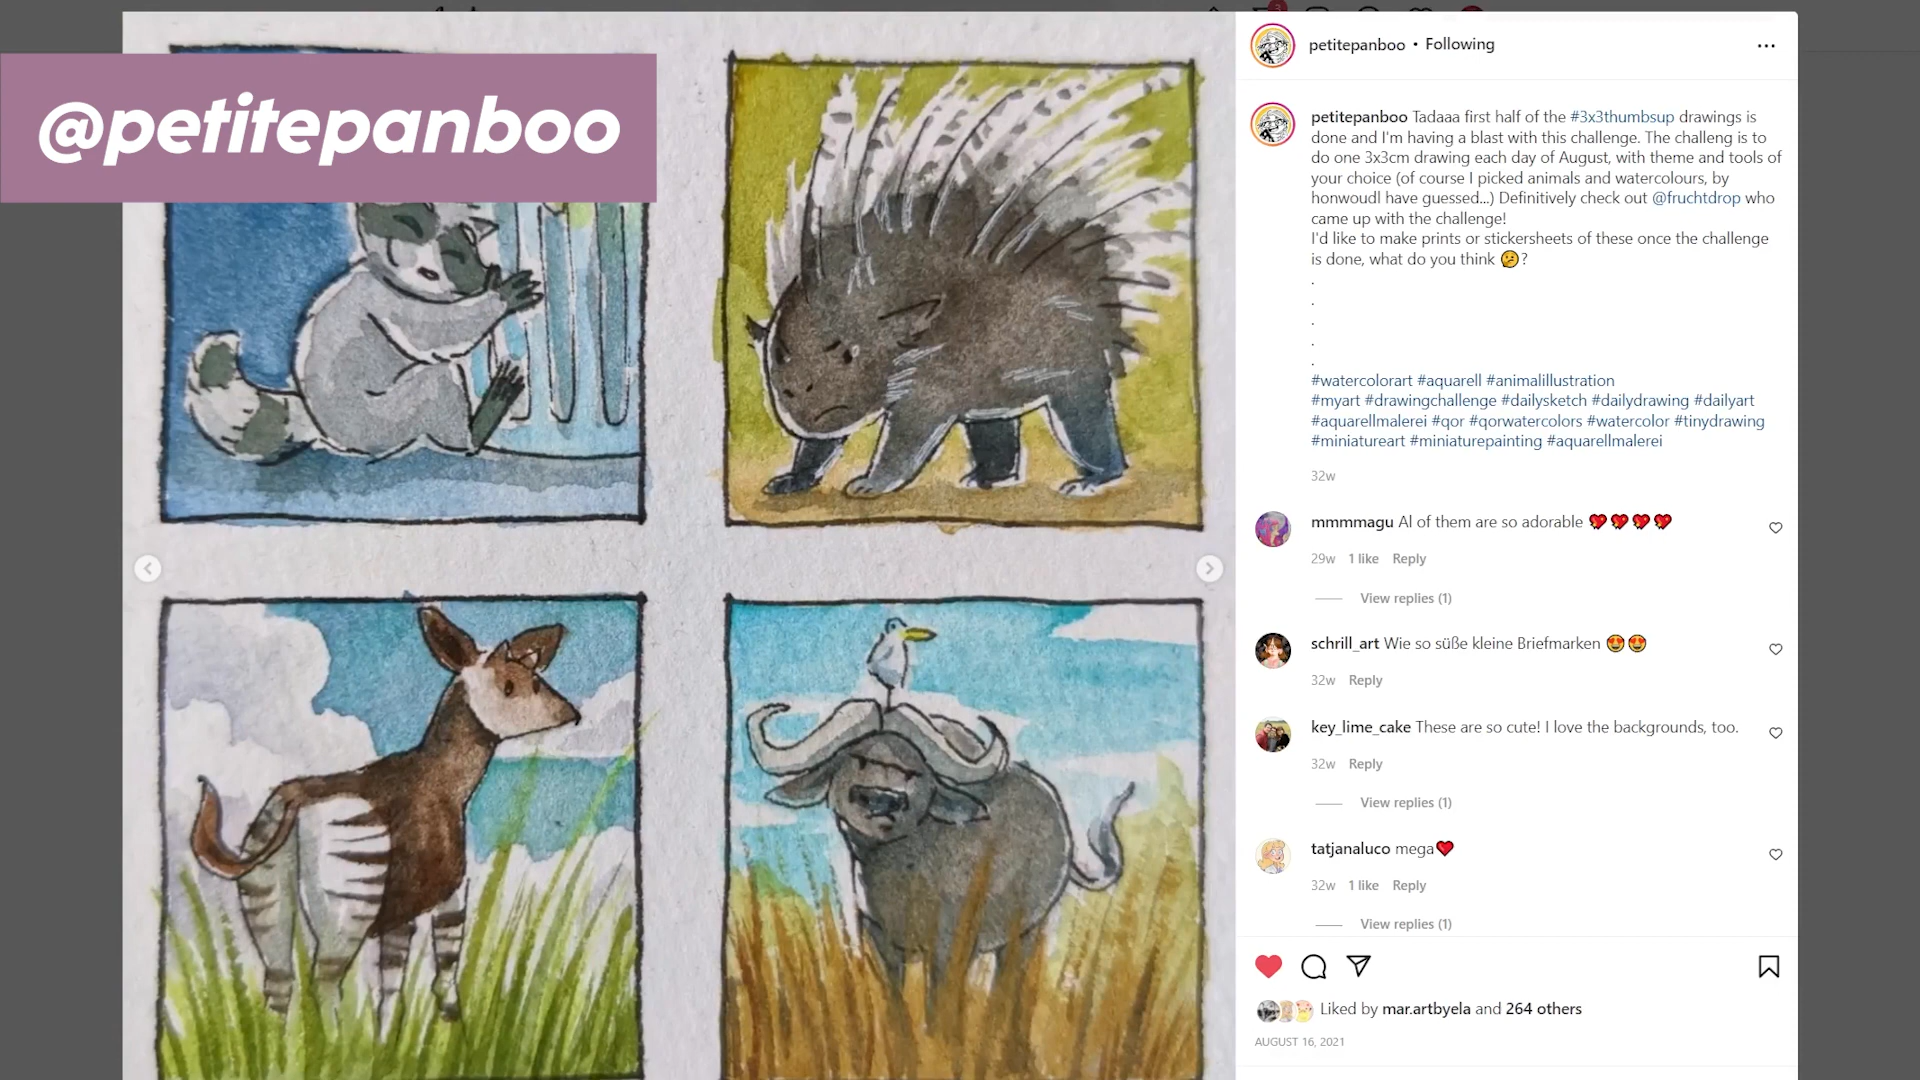 3
@petitepanboo
petitepanboo • Following
petitepanboo Tadaaa first half of the #3x3thumbsup drawings is
done and I'm having a blast with this challenge. The challeng is to
do one 3x3cm drawing each day of August, with theme and tools of
your choice (of course I picked animals and watercolours, by
honwoudl have guessed...) Definitively check out @fruchtdrop who
came up with the challenge!
I'd like to make prints or stickersheets of these once the challenge
is done, what do you think 🤔?
.
.
.
.
.
#watercolorart #aquarell #animalillustration
#myart #drawingchallenge #dailysketch #dailydrawing #dailyart
#aquarellmalerei #qor #qorwatercolors #watercolor #tinydrawing
#miniatureart #miniaturepainting #aquarellmalerei
32w
mmmmagu Al of them are so adorable 💘💘💘💘
29w 1 like Reply
View replies (1)
schrill_art Wie so süße kleine Briefmarken 😍😍
32w Reply
key_lime_cake These are so cute! I love the backgrounds, too.
32w Reply
View replies (1)
tatjanaluco mega❤️
32w 1 like Reply
View replies (1)
Liked by mar.artbyela and 264 others
AUGUST 16, 2021